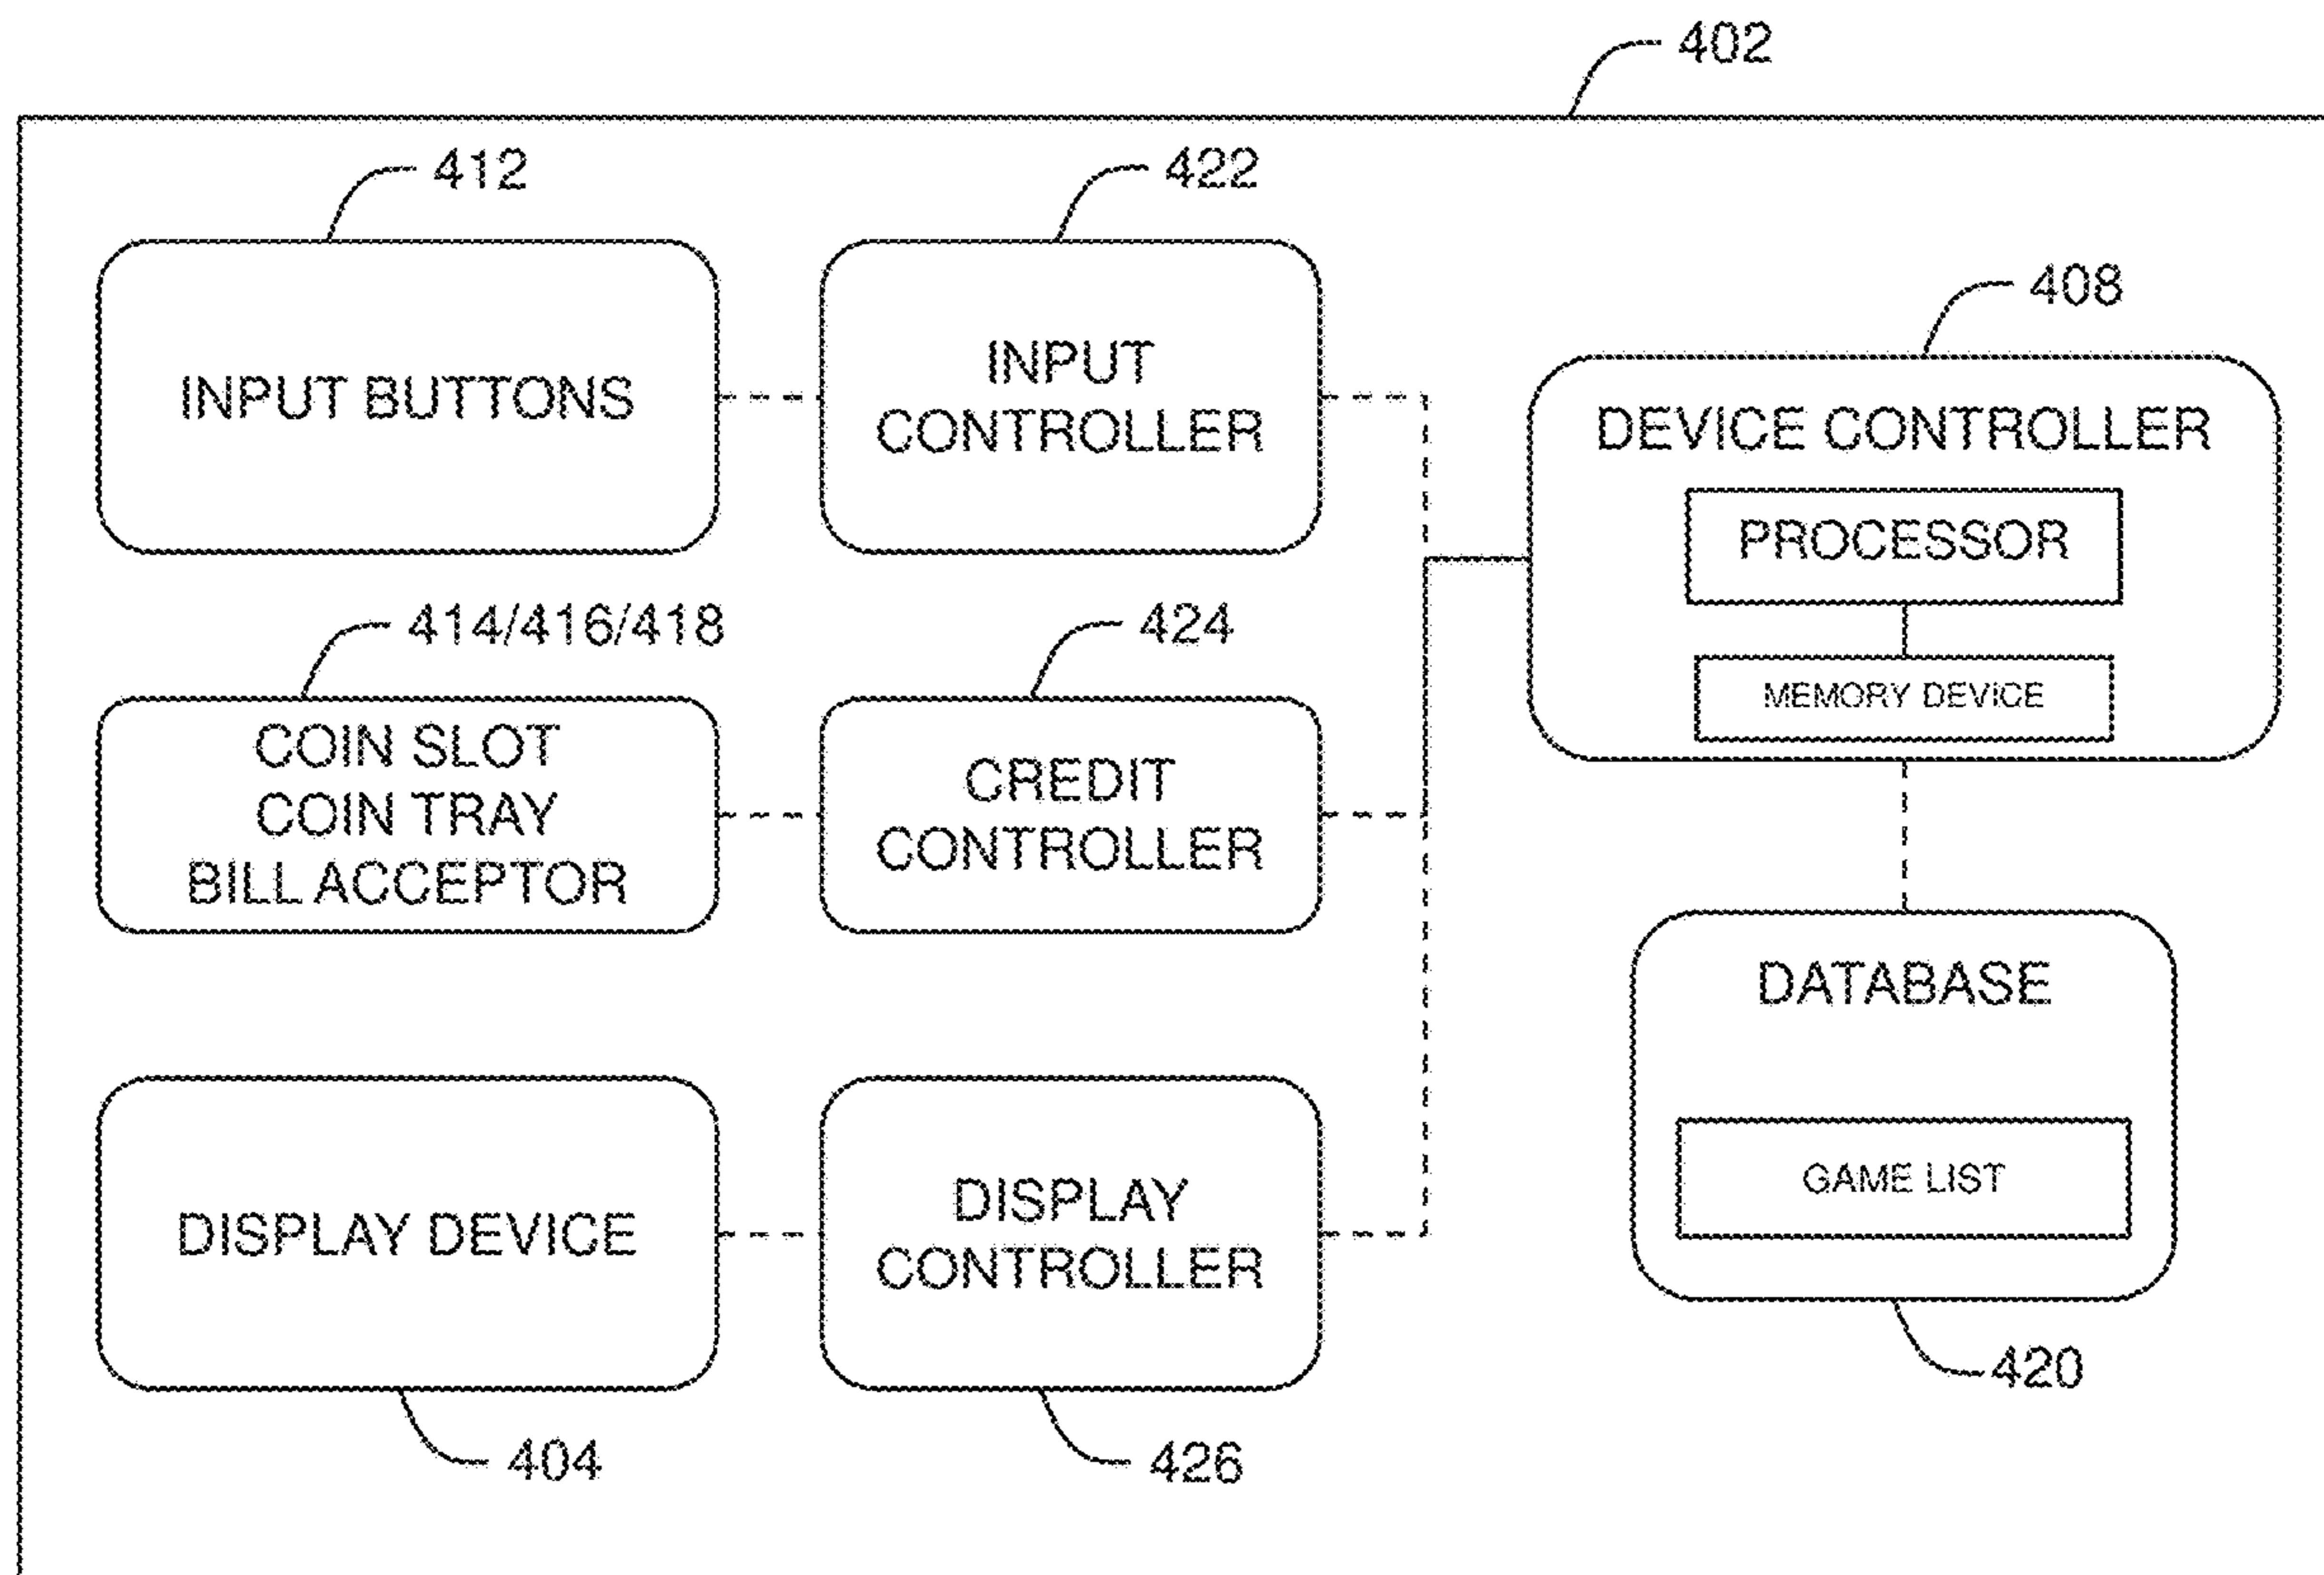 402
412
422
408
INPUT BUTTONS
INPUT
CONTROLLER
DEVICE CONTROLLER
PROCESSOR
MEMORY DEVICE
414/416/418
424
COIN SLOT
COIN TRAY
BILL ACCEPTOR
CREDIT
CONTROLLER
DATABASE
GAME LIST
420
DISPLAY DEVICE
DISPLAY
CONTROLLER
404
426